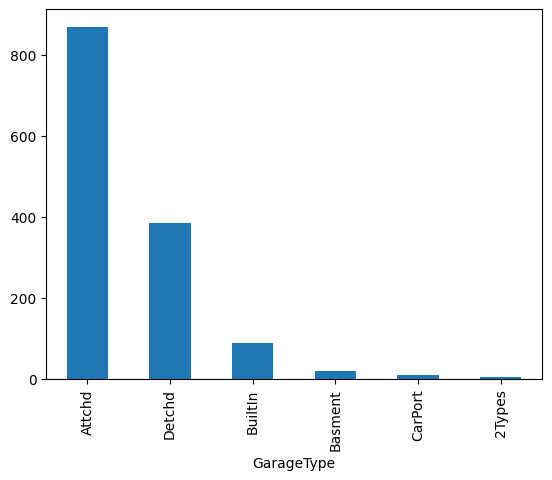 800
600
400
200
0
Attchd
Detchd
BuiltIn
Basment
CarPort
2Types
GarageType